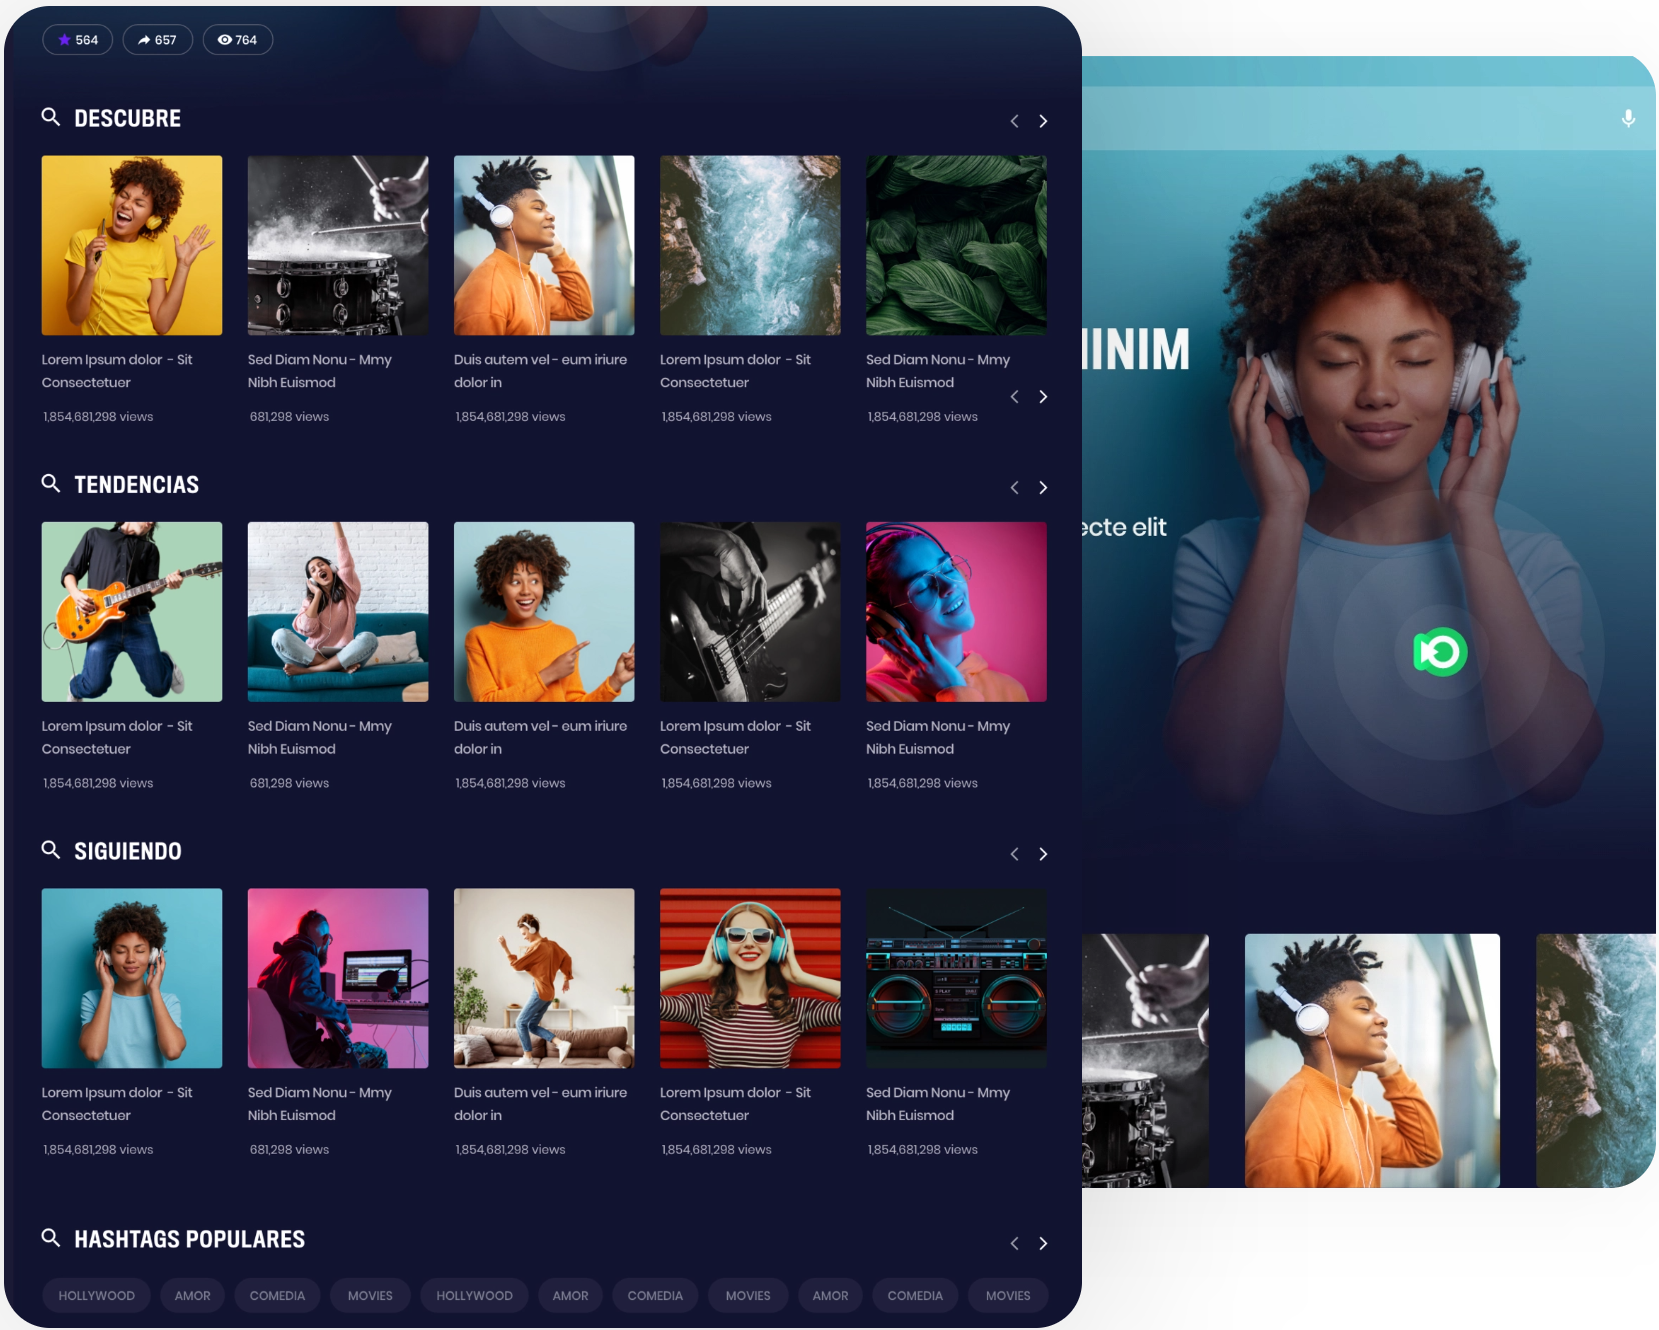 564 657 764
DESCUBRE
Lorem Ipsum dolor - Sit
Consectetuer
1,854,681,298 views
Sed Diam Nonu - Mmy
Nibh Euismod
681,298 views
Duis autem vel - eum iriure
dolor in
1,854,681,298 views
Lorem Ipsum dolor - Sit
Consectetuer
1,854,681,298 views
Sed Diam Nonu - Mmy
Nibh Euismod
1,854,681,298 views
TENDENCIAS
Lorem Ipsum dolor - Sit
Consectetuer
1,854,681,298 views
Sed Diam Nonu - Mmy
Nibh Euismod
681,298 views
Duis autem vel - eum iriure
dolor in
1,854,681,298 views
Lorem Ipsum dolor - Sit
Consectetuer
1,854,681,298 views
Sed Diam Nonu - Mmy
Nibh Euismod
1,854,681,298 views
SIGUIENDO
Lorem Ipsum dolor - Sit
Consectetuer
1,854,681,298 views
Sed Diam Nonu - Mmy
Nibh Euismod
681,298 views
Duis autem vel - eum iriure
dolor in
1,854,681,298 views
Lorem Ipsum dolor - Sit
Consectetuer
1,854,681,298 views
Sed Diam Nonu - Mmy
Nibh Euismod
1,854,681,298 views
HASHTAGS POPULARES
HOLLYWOOD AMOR COMEDIA MOVIES HOLLYWOOD AMOR COMEDIA MOVIES AMOR COMEDIA MOVIES
INIM
ecte elit